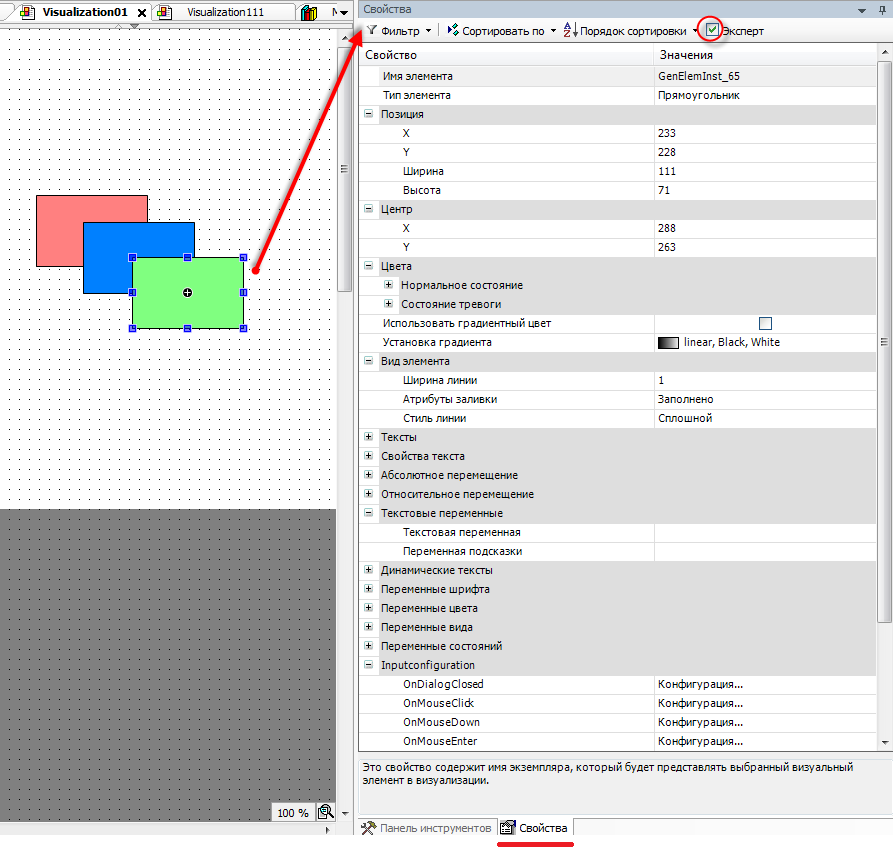 Visualization01
Visualization111
Свойства
Фильтр
Сортировать по
Порядок сортировки
Эксперт
Свойство Значения
Имя элемента GenElemInst_65
Тип элемента Прямоугольник
Позиция
X 233
Y 228
Ширина 111
Высота 71
Центр
X 288
Y 263
Цвета
Нормальное состояние
Состояние тревоги
Использовать градиентный цвет
Установка градиента linear, Black, White
Вид элемента
Ширина линии 1
Атрибуты заливки Заполнено
Стиль линии Сплошной
Тексты
Свойства текста
Абсолютное перемещение
Относительное перемещение
Текстовые переменные
Текстовая переменная
Переменная подсказки
Динамические тексты
Переменные шрифта
Переменные цвета
Переменные вида
Переменные состояний
Inputconfiguration
OnDialogClosed Конфигурация...
OnMouseClick Конфигурация...
OnMouseDown Конфигурация...
OnMouseEnter Конфигурация...
Это свойство содержит имя экземпляра, который будет представлять выбранный визуальный
элемент в визуализации.
100 %
Панель инструментов
Свойства